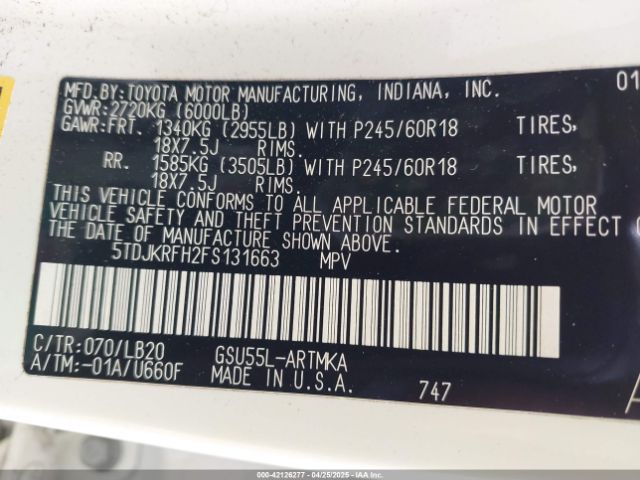 MFD.BY:TOYOTA MOTOR MANUFACTURING, INDIANA, INC. 01
GVWR:2720KG (6000LB)
GAWR:FRT. 1340KG (2955LB) WITH P245/60R18 TIRES,
18X7.5J RIMS.
RR. 1585KG (3505LB) WITH P245/60R18 TIRES,
18X7.5J RIMS.
THIS VEHICLE CONFORMS TO ALL APPLICABLE FEDERAL MOTOR
VEHICLE SAFETY AND THEFT PREVENTION STANDARDS IN EFFECT
THE DATE OF MANUFACTURE SHOWN ABOVE.
5TDJKRFH2FS131663 MPV
C/TR:070/LB20 GSU55L-ARTMKA
A/TM:-01A/U660F MADE IN U.S.A. 747
000-42126277 - 04/25/2025 - IAAI.CA